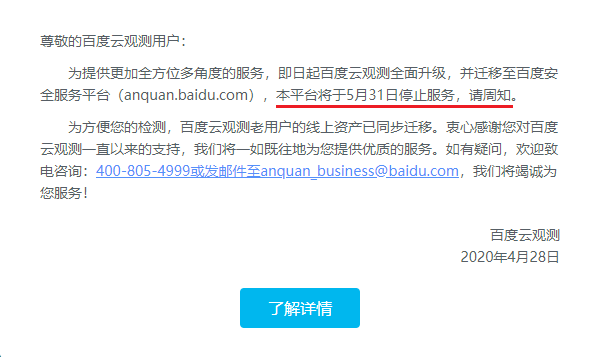 尊敬的百度云观测用户：
为提供更加全方位多角度的服务，即日起百度云观测全面升级，并迁移至百度安
全服务平台（anquan.baidu.com），本平台将于5月31日停止服务，请周知。
为方便您的检测，百度云观测老用户的线上资产已同步迁移。衷心感谢您对百度
云观测一直以来的支持，我们将一如既往地为您提供优质的服务。如有疑问，欢迎致
电咨询：400-805-4999或发邮件至anquan_business@baidu.com，我们将竭诚为
您服务！
百度云观测
2020年4月28日
了解详情